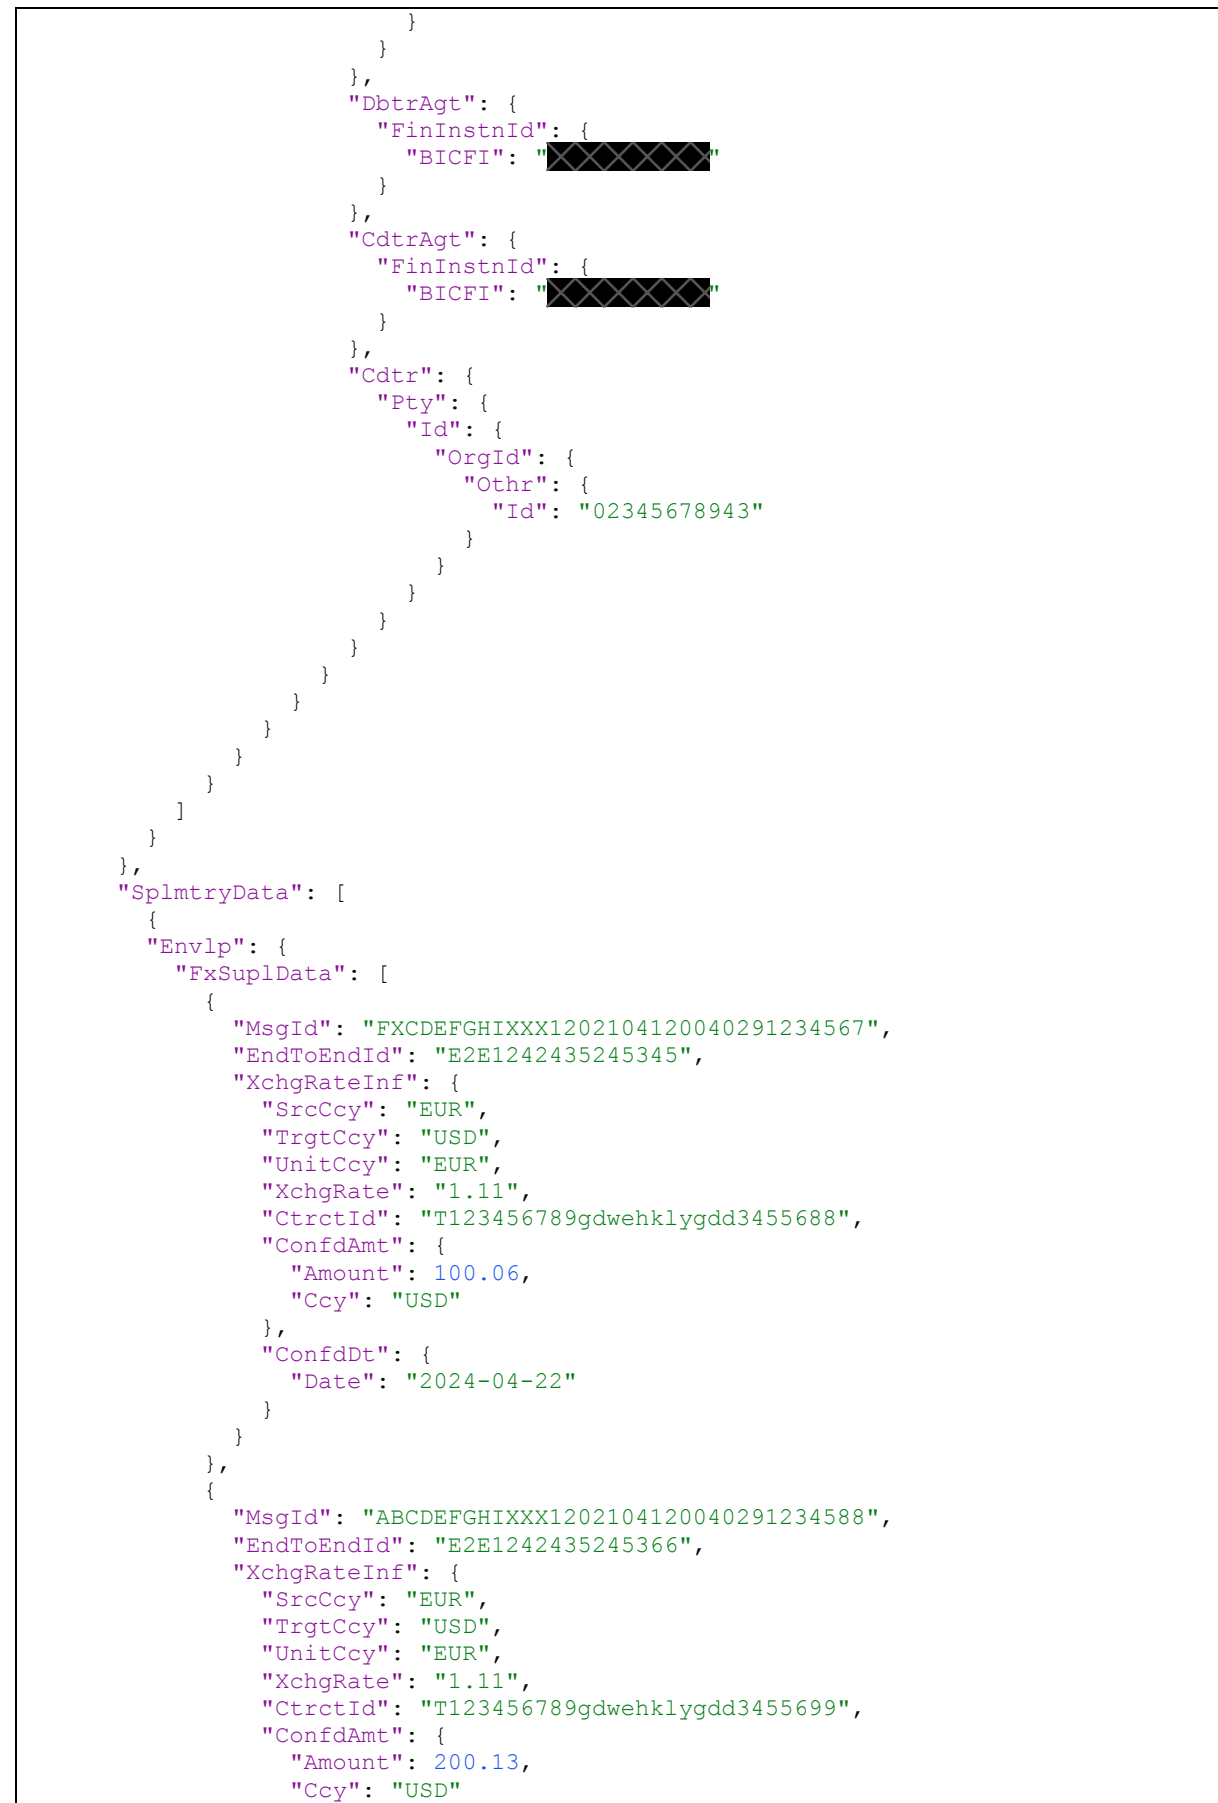 }
}
},
"DbtrAgt": {
"FinInstnId": {
"BICFI": ""
}
},
"CdtrAgt": {
"FinInstnId": {
"BICFI": ""
}
},
"Cdtr": {
"Pty": {
"Id": {
"OrgId": {
"Othr": {
"Id": "02345678943"
}
}
}
}
}
}
}
}
}
}
]
}
},
"SplmtryData": [
{
"Envlp": {
"FxSuplData": [
{
"MsgId": "FXCDEFGHIXXX1202104120040291234567",
"EndToEndId": "E2E1242435245345",
"XchgRateInf": {
"SrcCcy": "EUR",
"TrgtCcy": "USD",
"UnitCcy": "EUR",
"XchgRate": "1.11",
"CtrctId": "T123456789gdwehklygdd3455688",
"ConfdAmt": {
"Amount": 100.06,
"Ccy": "USD"
},
"ConfdDt": {
"Date": "2024-04-22"
}
}
},
{
"MsgId": "ABCDEFGHIXXX1202104120040291234588",
"EndToEndId": "E2E1242435245366",
"XchgRateInf": {
"SrcCcy": "EUR",
"TrgtCcy": "USD",
"UnitCcy": "EUR",
"XchgRate": "1.11",
"CtrctId": "T123456789gdwehklygdd3455699",
"ConfdAmt": {
"Amount": 200.13,
"Ccy": "USD"